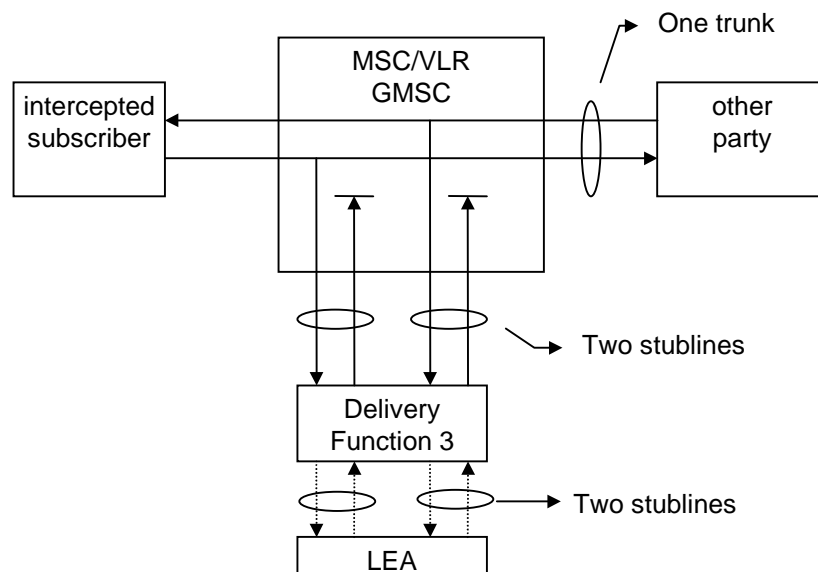 One trunk
MSC/VLR
GMSC
intercepted
subscriber
other
party
Two stublines
Delivery
Function 3
Two stublines
LEA